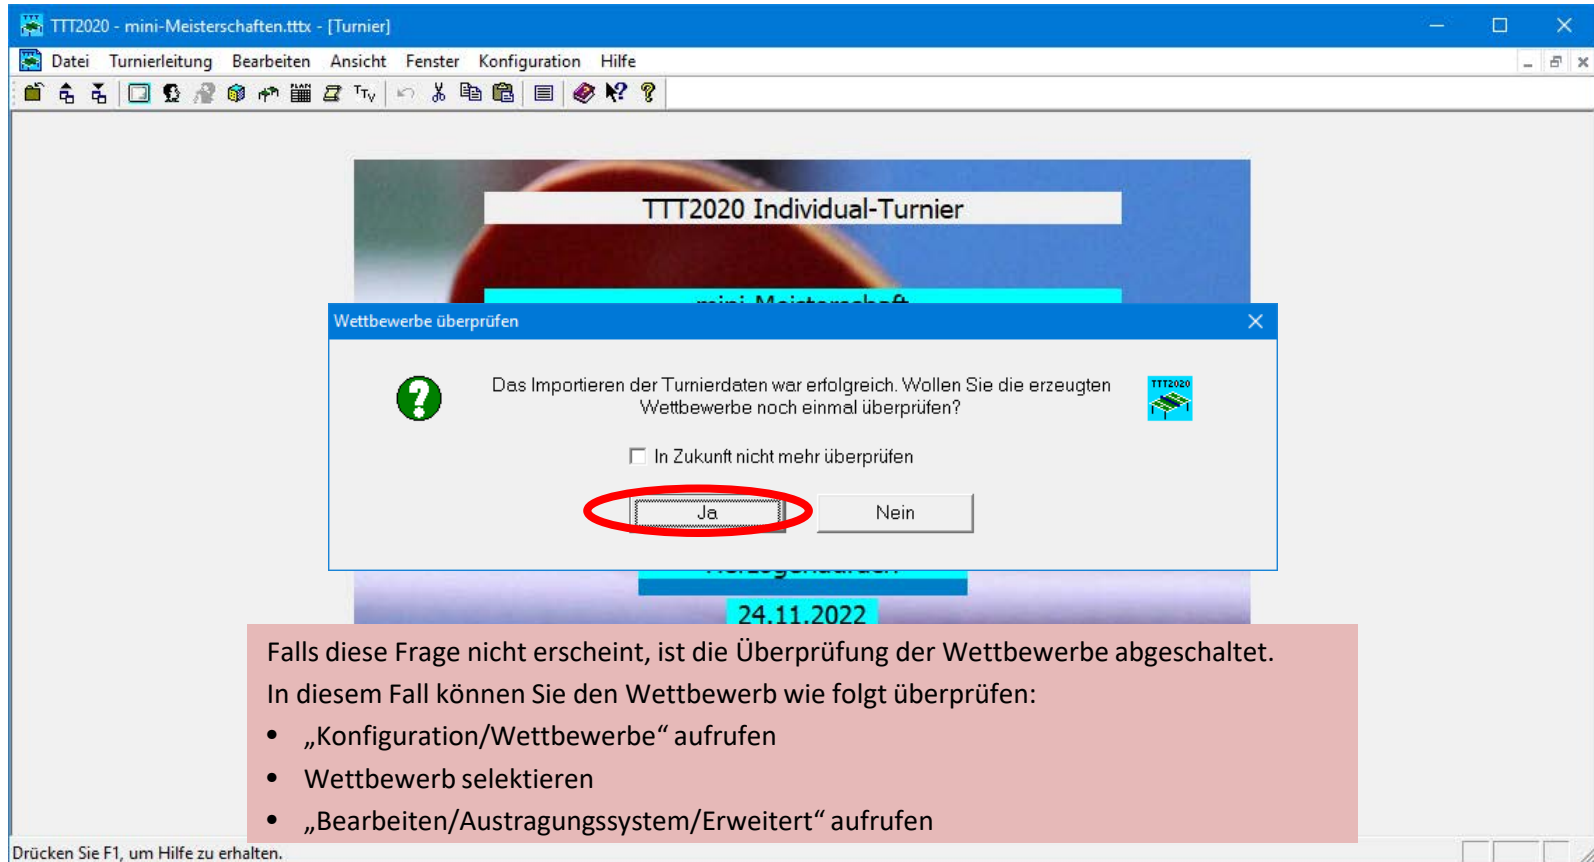 TTT2020 - mini-Meisterschaften.tttx - [Turnier]
Datei Turnierleitung Bearbeiten Ansicht Fenster Konfiguration Hilfe
TTT2020 Individual-Turnier
mini-Meisterschaft
Wettbewerbe überprüfen
Das Importieren der Turnierdaten war erfolgreich. Wollen Sie die erzeugten
Wettbewerbe noch einmal überprüfen?
TTT2020
In Zukunft nicht mehr überprüfen
Ja Nein
Herzogenaurach
24.11.2022
Falls diese Frage nicht erscheint, ist die Überprüfung der Wettbewerbe abgeschaltet.
In diesem Fall können Sie den Wettbewerb wie folgt überprüfen:
• „Konfiguration/Wettbewerbe“ aufrufen
• Wettbewerb selektieren
• „Bearbeiten/Austragungssystem/Erweitert“ aufrufen
Drücken Sie F1, um Hilfe zu erhalten.